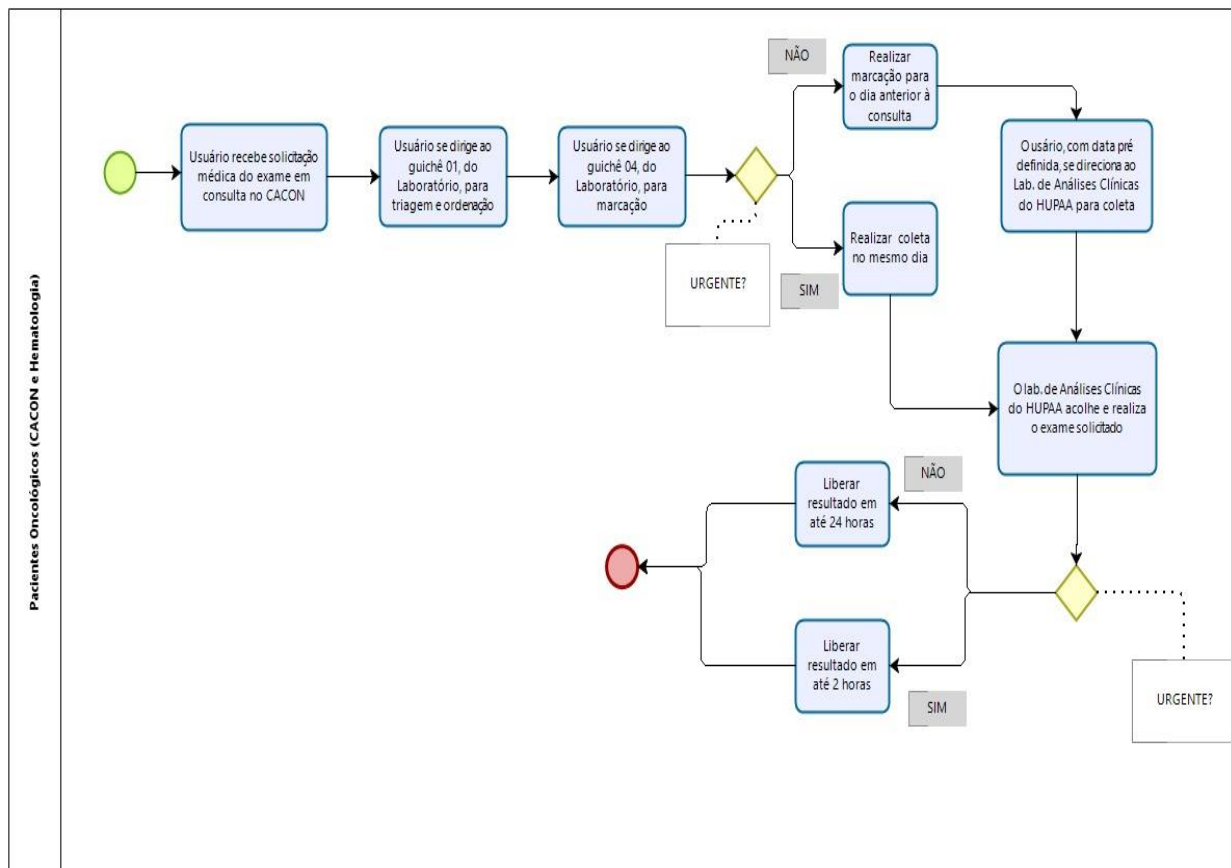 Pacientes Oncológicos (CACON e Hematologia)
Usuário recebe solicitação
médica do exame em
consulta no CACON
Usuário se dirige ao
guichê 01, do
Laboratório, para
triagem e ordenação
Usuário se dirige ao
guichê 04, do
Laboratório, para
marcação
URGENTE?
NÃO
Realizar
marcação para
o dia anterior à
consulta
SIM
Realizar coleta
no mesmo dia
O usário, com data pré
definida, se direciona ao
Lab. de Análises Clínicas
do HUPAA para coleta
O lab. de Análises Clínicas
do HUPAA acolhe e realiza
o exame solicitado
URGENTE?
NÃO
Liberar
resultado em
até 24 horas
SIM
Liberar
resultado em
até 2 horas